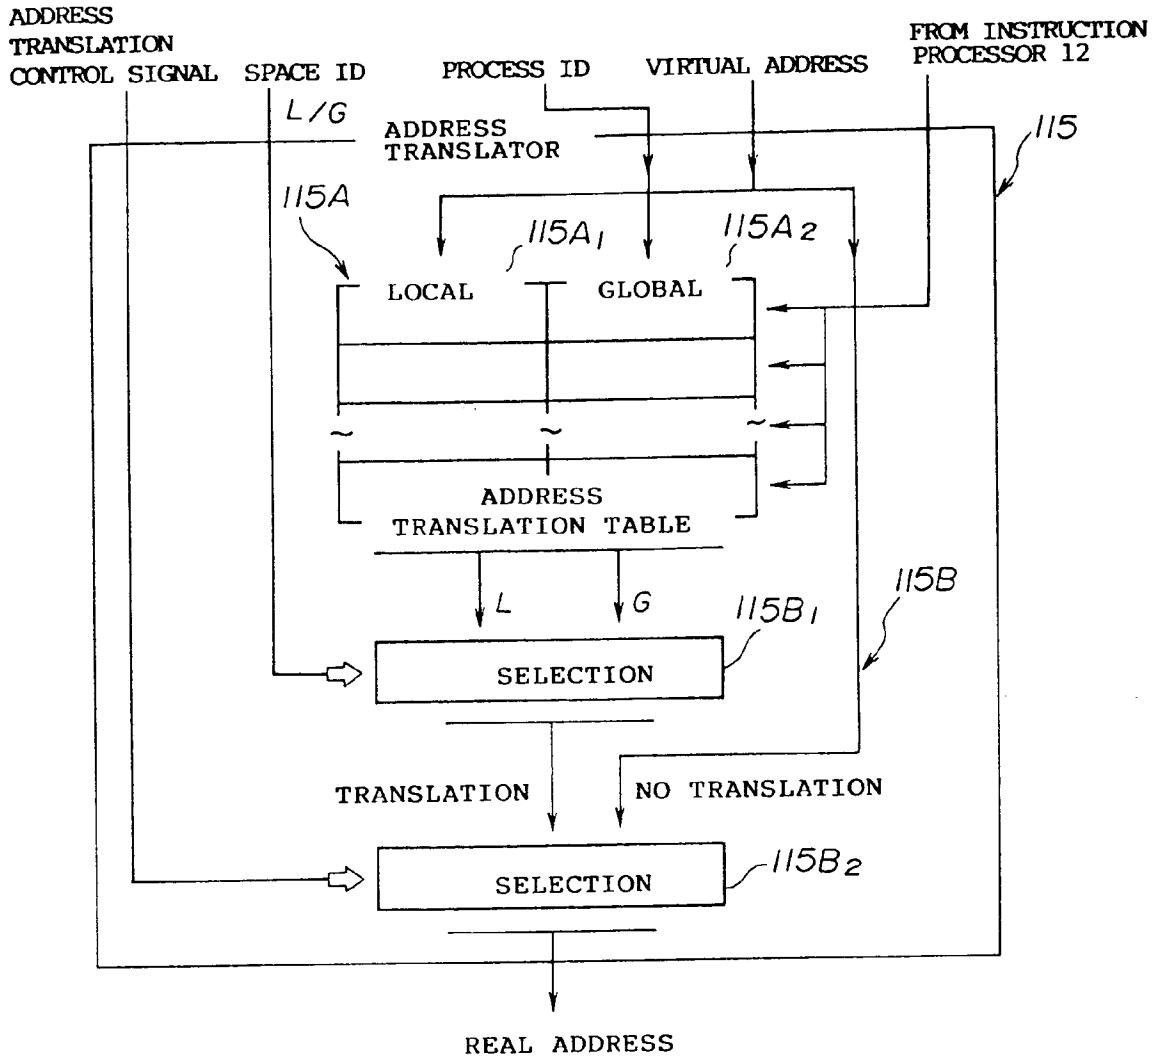 ADDRESS
TRANSLATION
CONTROL SIGNAL
SPACE ID
PROCESS ID
VIRTUAL ADDRESS
FROM INSTRUCTION
PROCESSOR 12
L/G
ADDRESS
TRANSLATOR
115
115A
115A1
115A2
LOCAL
GLOBAL
~ ~ ~
ADDRESS
TRANSLATION TABLE
L
G
115B
115B1
SELECTION
TRANSLATION
NO TRANSLATION
115B2
SELECTION
REAL ADDRESS